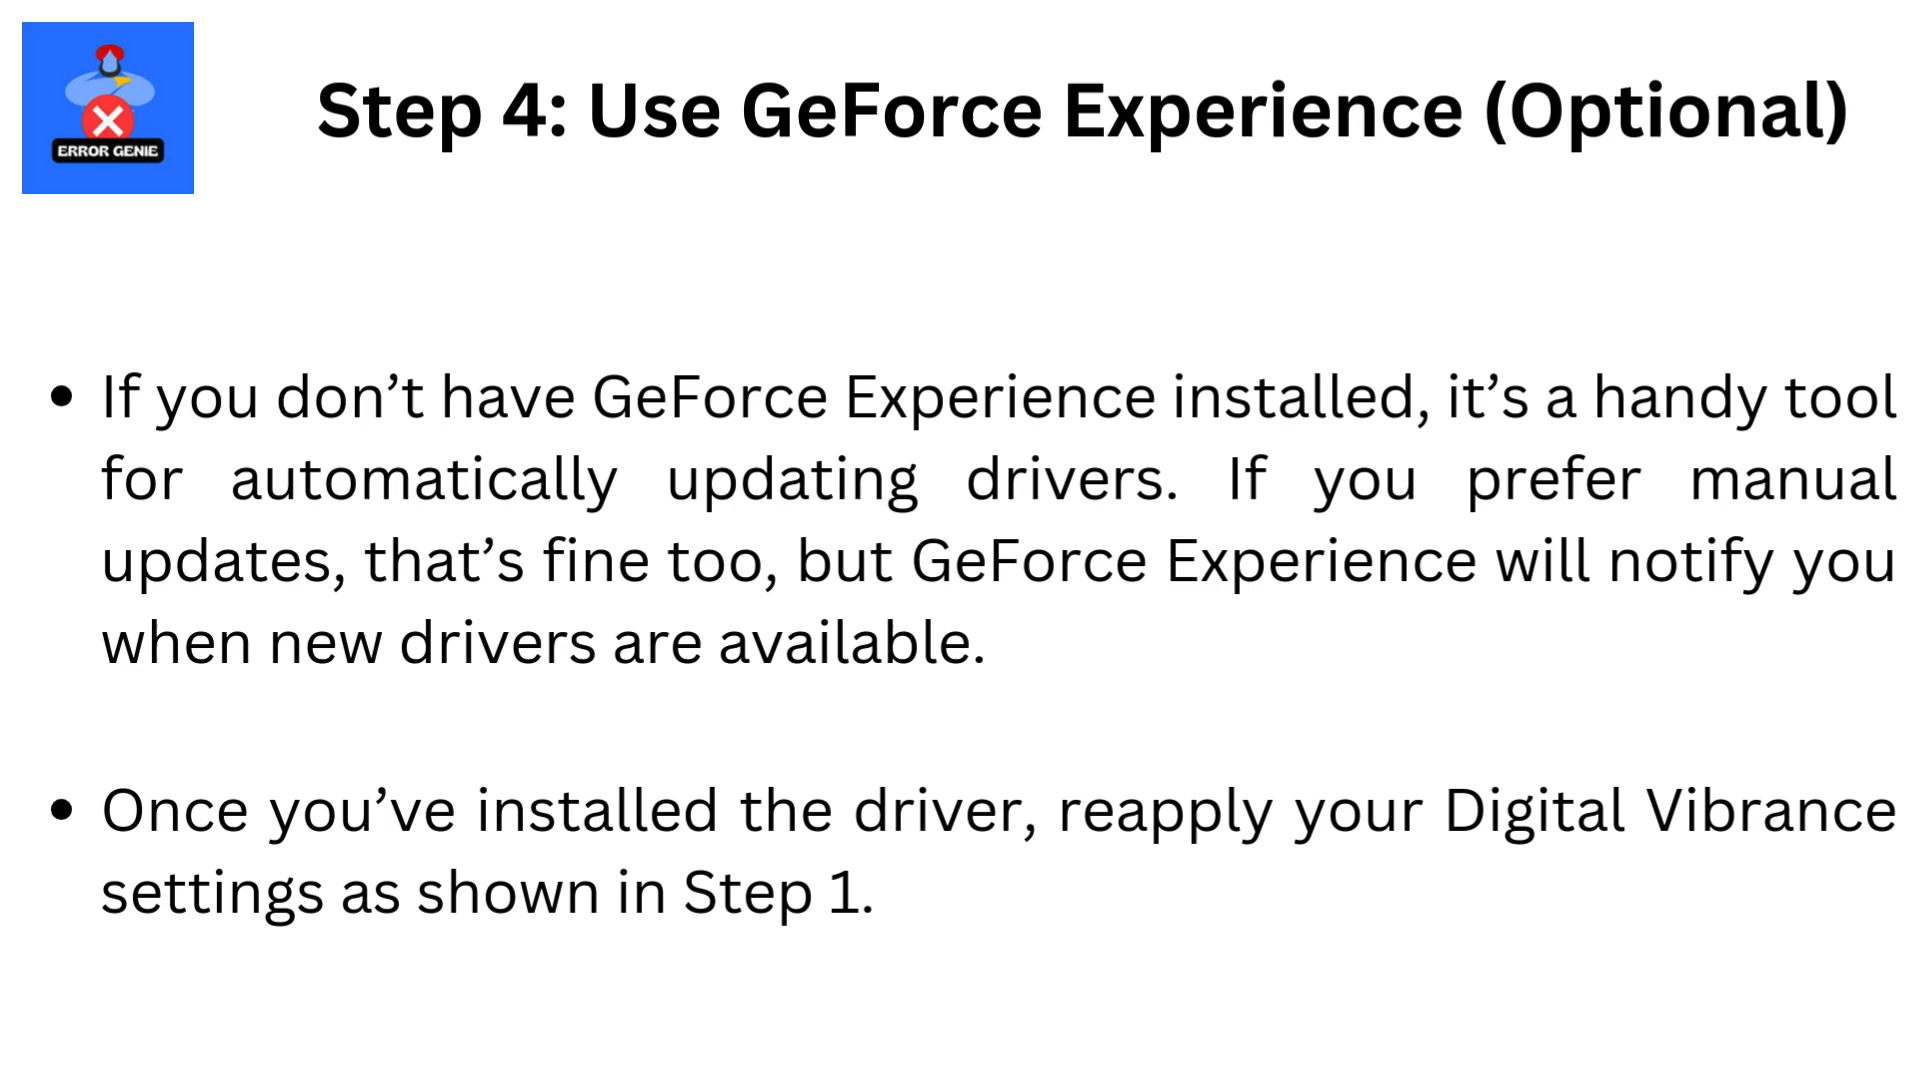 ERROR GENIE
Step 4: Use GeForce Experience (Optional)
• If you don’t have GeForce Experience installed, it’s a handy tool
for automatically updating drivers. If you prefer manual
updates, that’s fine too, but GeForce Experience will notify you
when new drivers are available.
• Once you’ve installed the driver, reapply your Digital Vibrance
settings as shown in Step 1.